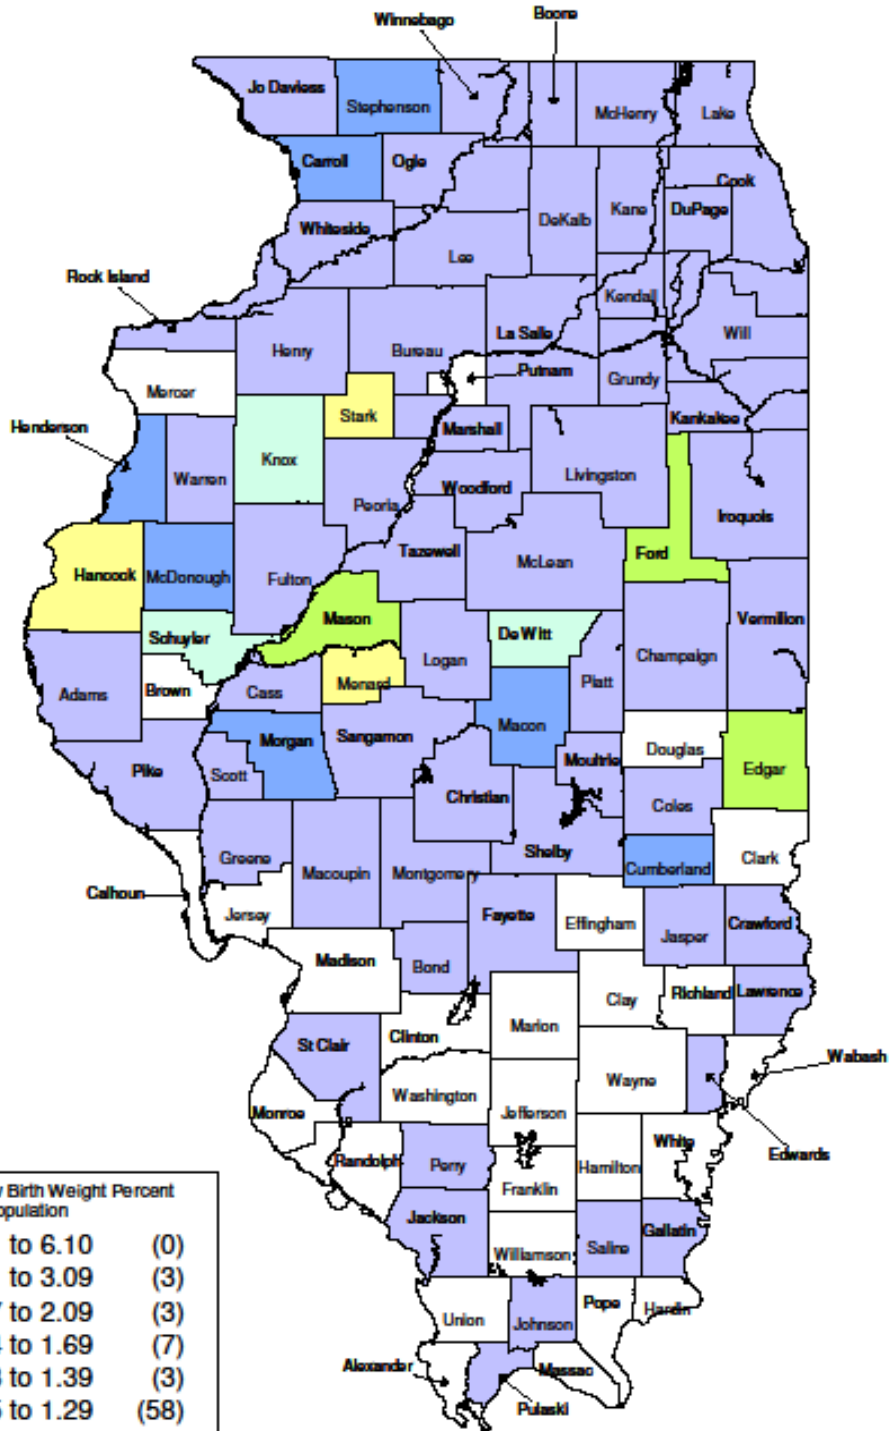 Winnebago
Boone
Jo Daviess
Stephenson
McHenry
Lake
Carroll
Ogle
Cook
DeKalb
Kane
DuPage
Whiteside
Lee
Rock Island
Kendall
La Salle
Will
Henry
Bureau
Putnam
Grundy
Mercer
Stark
Kankakee
Henderson
Marshall
Knox
Warren
Livingston
Woodford
Peoria
Iroquois
Tazewell
Ford
McLean
Hancock
McDonough
Fulton
Mason
Vermilion
Schuyler
DeWitt
Logan
Champaign
Adams
Brown
Cass
Menard
Piatt
Macon
Morgan
Sangamon
Douglas
Pike
Scott
Moultrie
Edgar
Christian
Coles
Greene
Shelby
Macoupin
Montgomery
Cumberland
Clark
Calhoun
Jersey
Fayette
Effingham
Jasper
Crawford
Madison
Bond
Clay
Richland
Lawrence
St Clair
Clinton
Marion
Wabash
Washington
Wayne
Monroe
Jefferson
White
Edwards
Randolph
Perry
Hamilton
Franklin
Jackson
Gallatin
Williamson
Saline
Pope
Hardin
Union
Johnson
Alexander
Massac
Pulaski
Birth Weight Percent
to 6.10 (0)
to 3.09 (3)
to 2.09 (3)
to 1.69 (7)
to 1.39 (3)
to 1.29 (58)